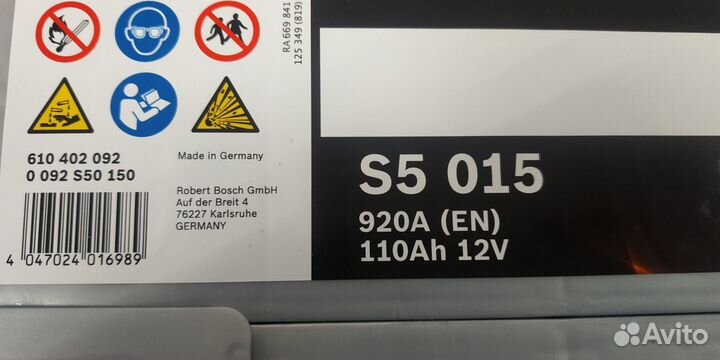 RA 669 841
125 349 (819)
610 402 092
0 092 S50 150
Made in Germany
Robert Bosch GmbH
Auf der Breit 4
76227 Karlsruhe
GERMANY
4 047024 016989
S5 015
920A (EN)
110Ah 12V
Avito